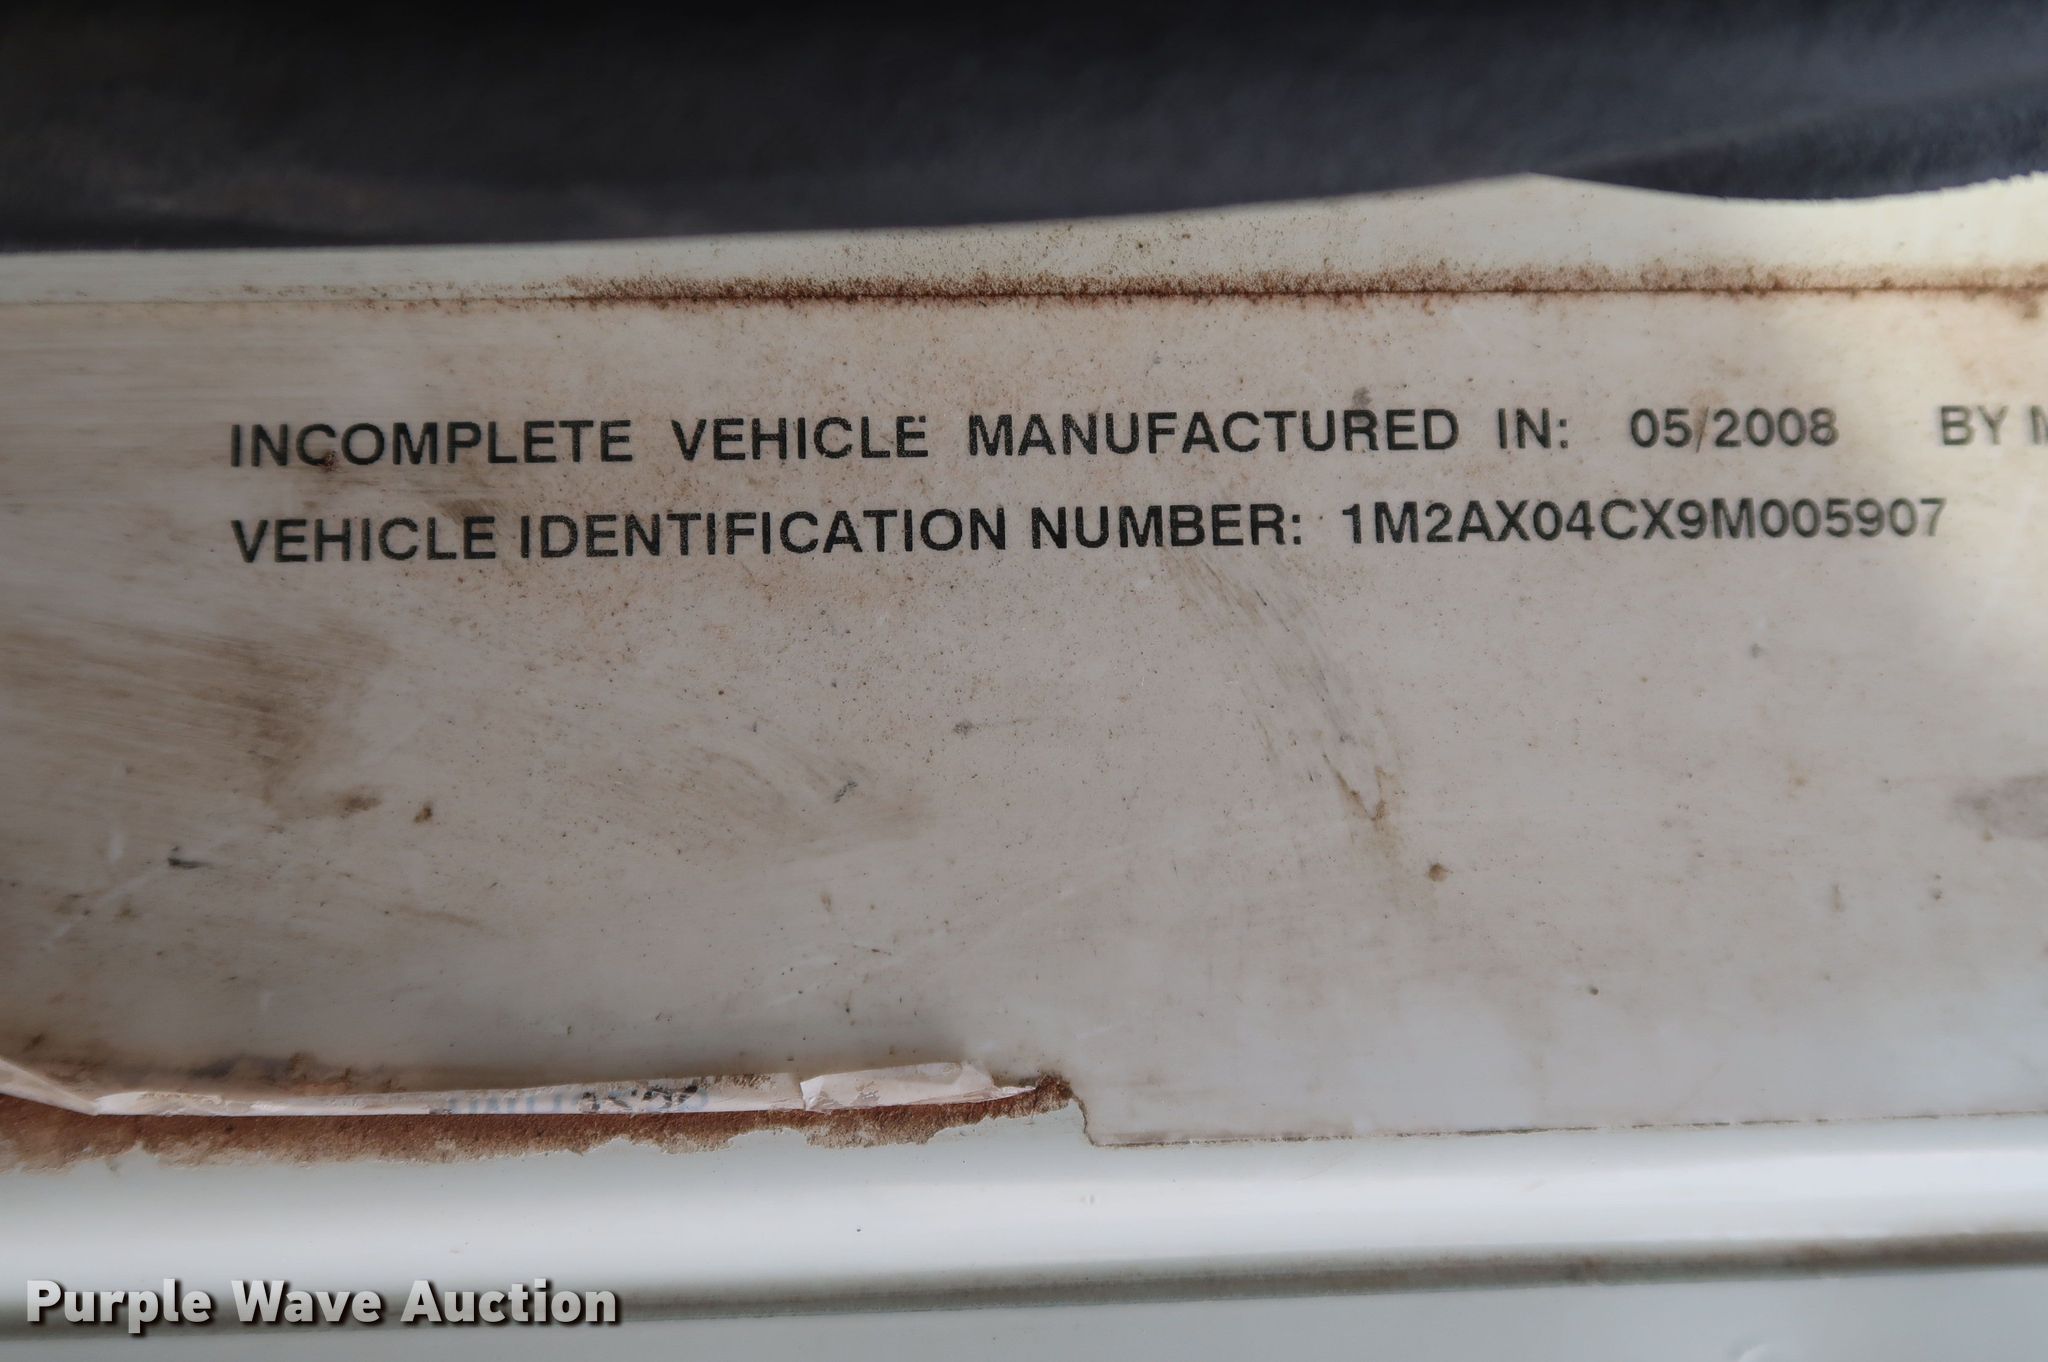 INCOMPLETE VEHICLE MANUFACTURED IN: 05/2008 BY M
VEHICLE IDENTIFICATION NUMBER: 1M2AX04CX9M005907
Purple Wave Auction